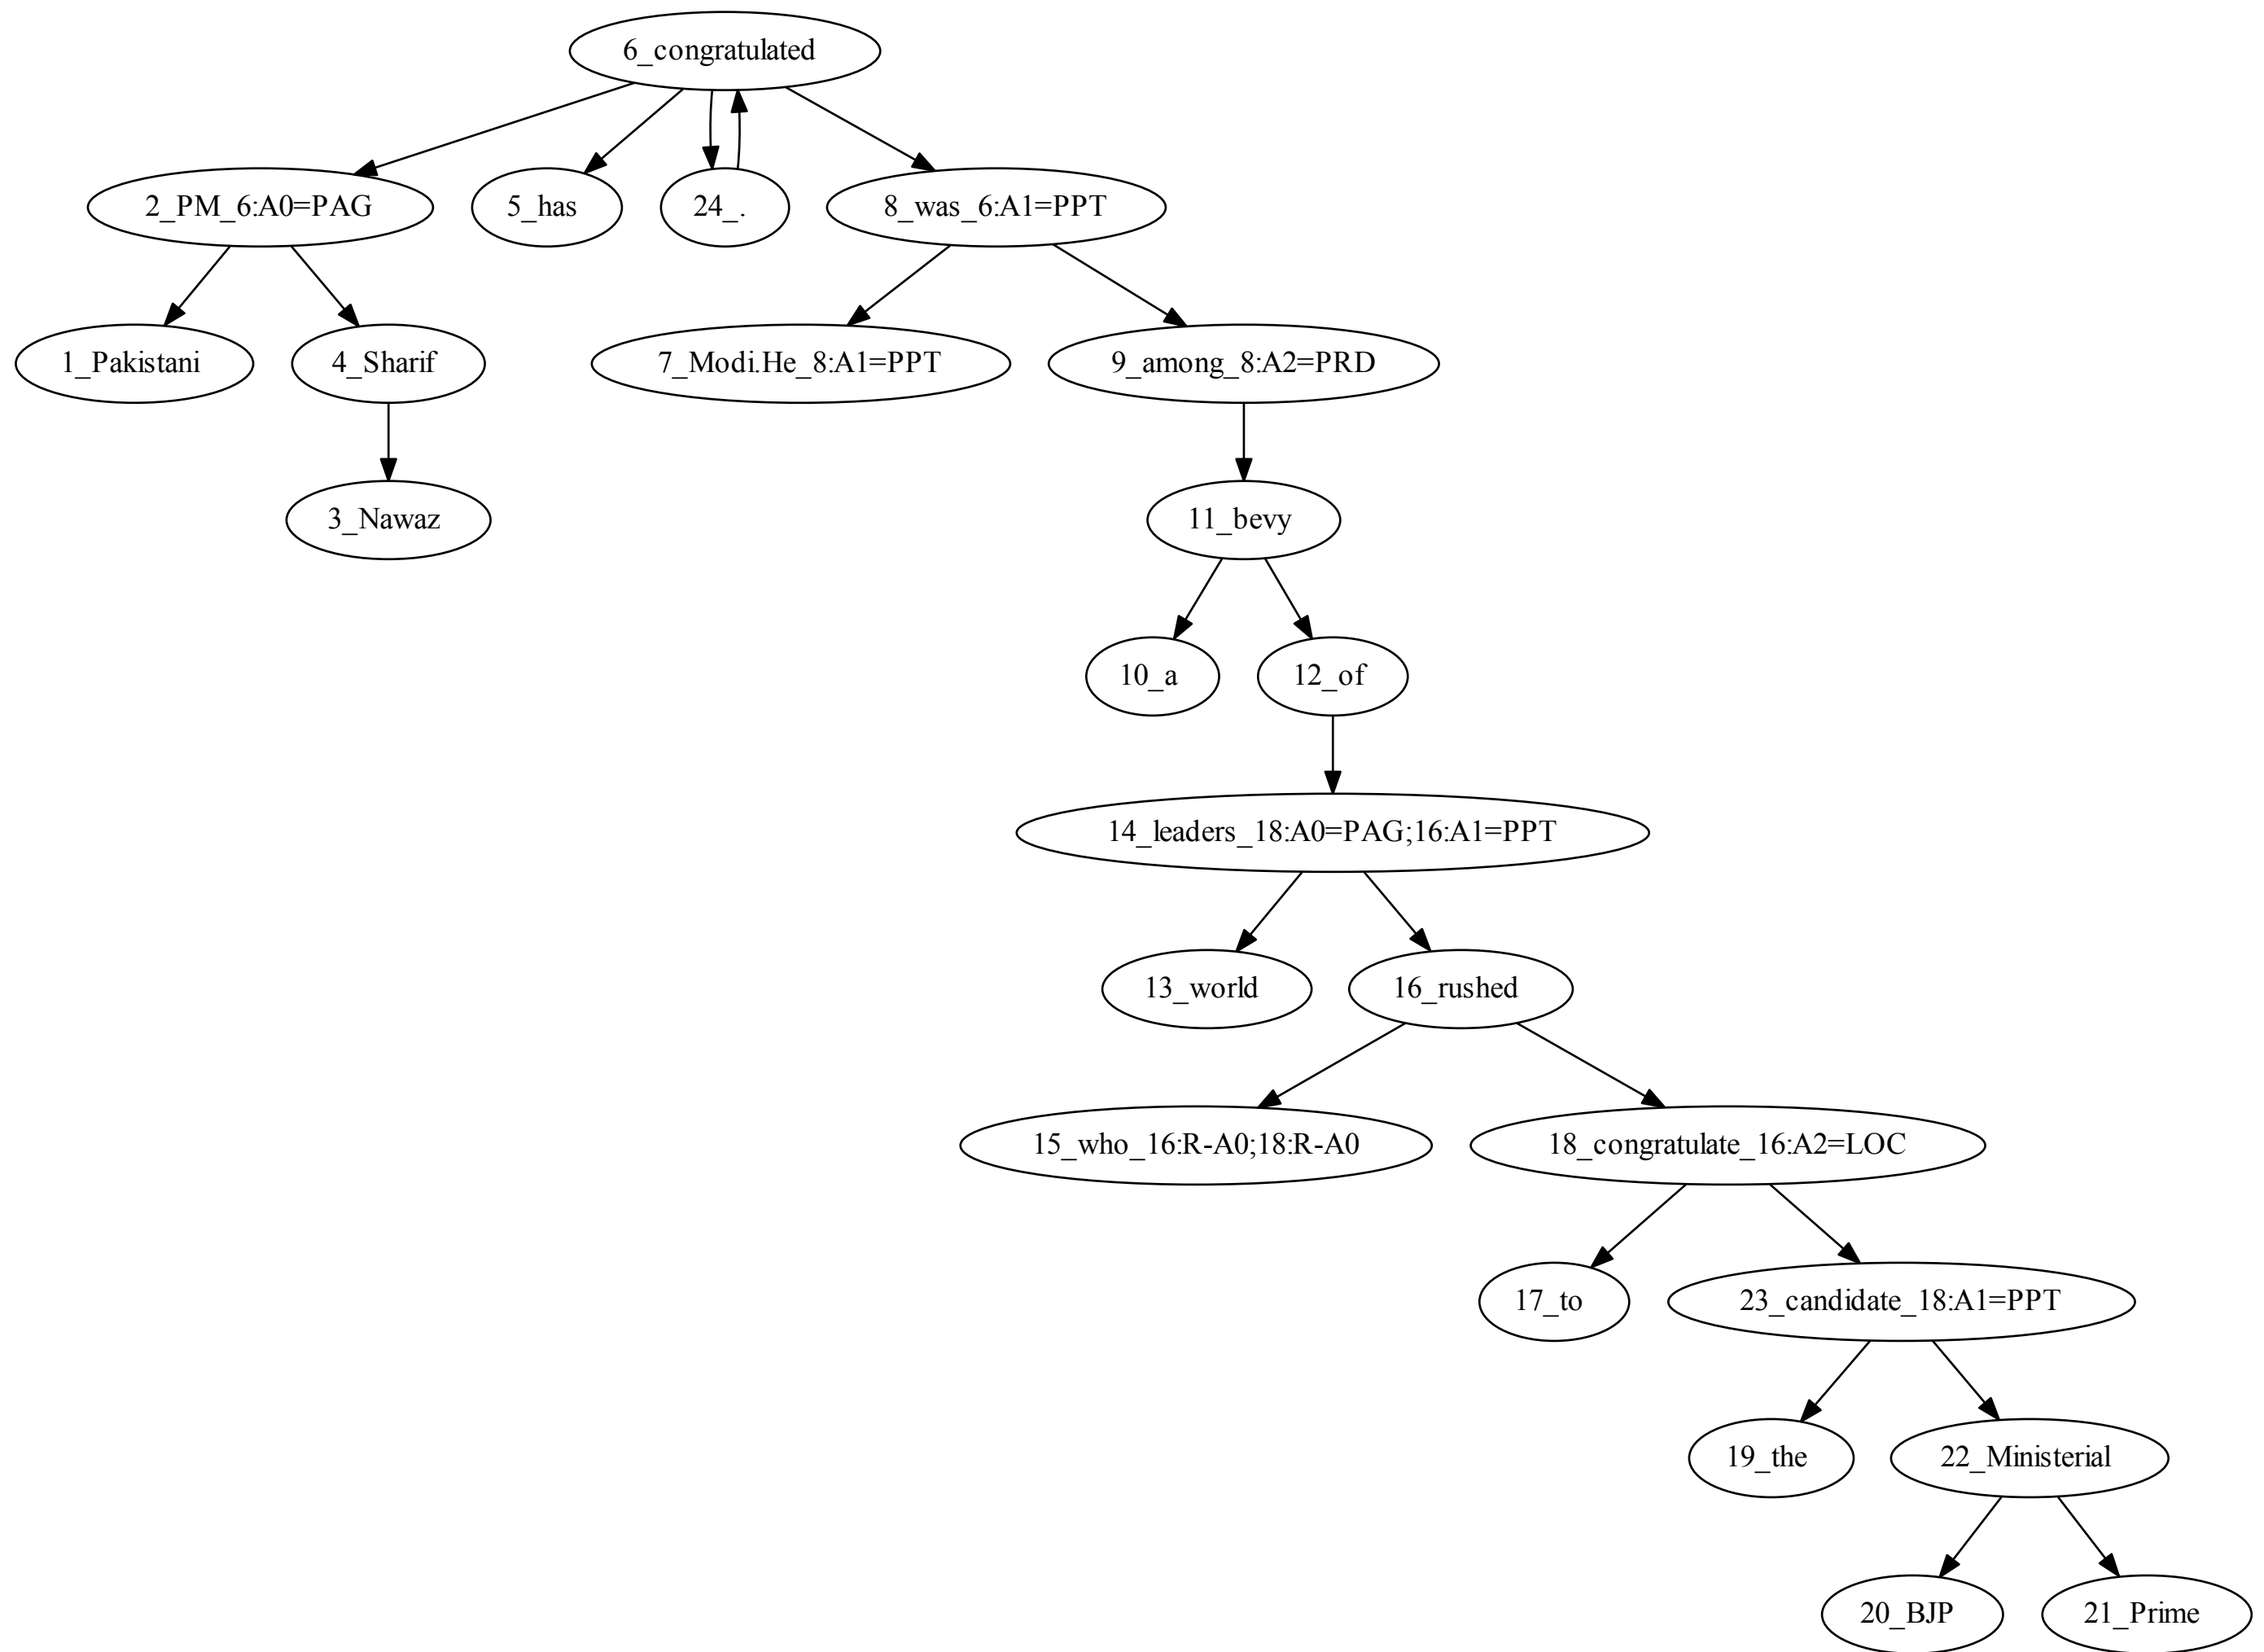 6_congratulated
2_PM_6:A0=PAG
5_has
24_.
8_was_6:A1=PPT
1_Pakistani
4_Sharif
7_Modi.He_8:A1=PPT
9_among_8:A2=PRD
3_Nawaz
11_bevy
10_a
12_of
14_leaders_18:A0=PAG;16:A1=PPT
13_world
16_rushed
15_who_16:R-A0;18:R-A0
18_congratulate_16:A2=LOC
17_to
23_candidate_18:A1=PPT
19_the
22_Ministerial
20_BJP
21_Prime